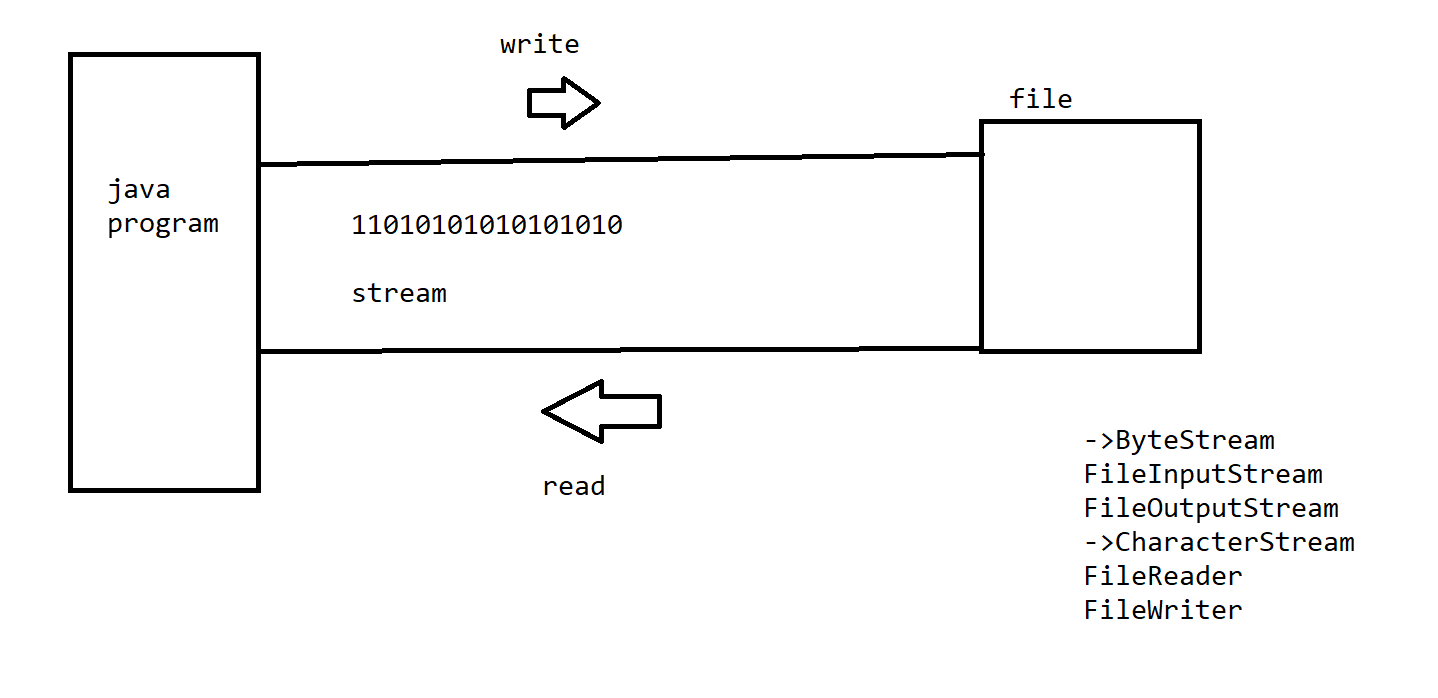 write
file
java
program
11010101010101010
stream
read
->ByteStream
FileInputStream
FileOutputStream
->CharacterStream
FileReader
FileWriter